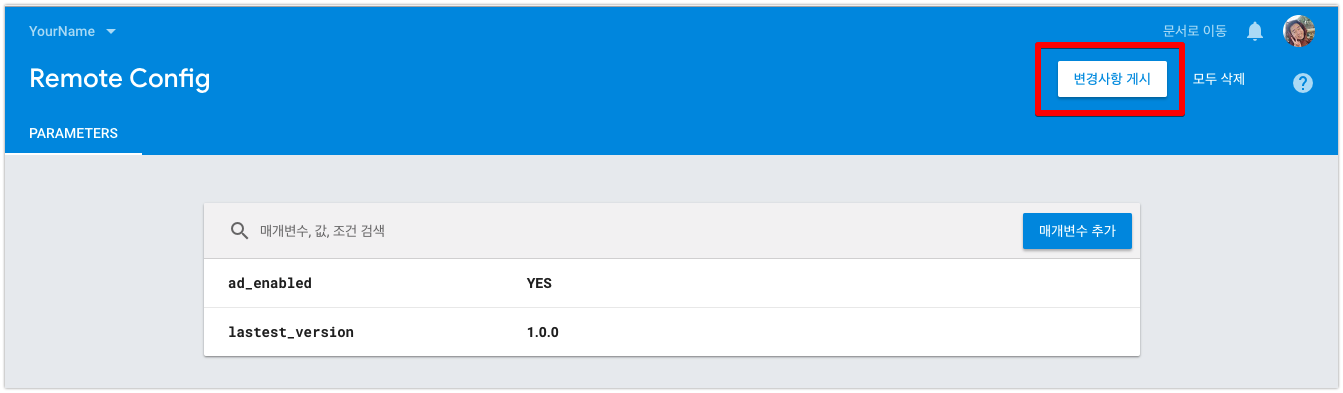 YourName
문서로 이동
Remote Config
변경사항 게시
모두 삭제
?
PARAMETERS
매개변수, 값, 조건 검색
매개변수 추가
ad_enabled YES
lastest_version 1.0.0